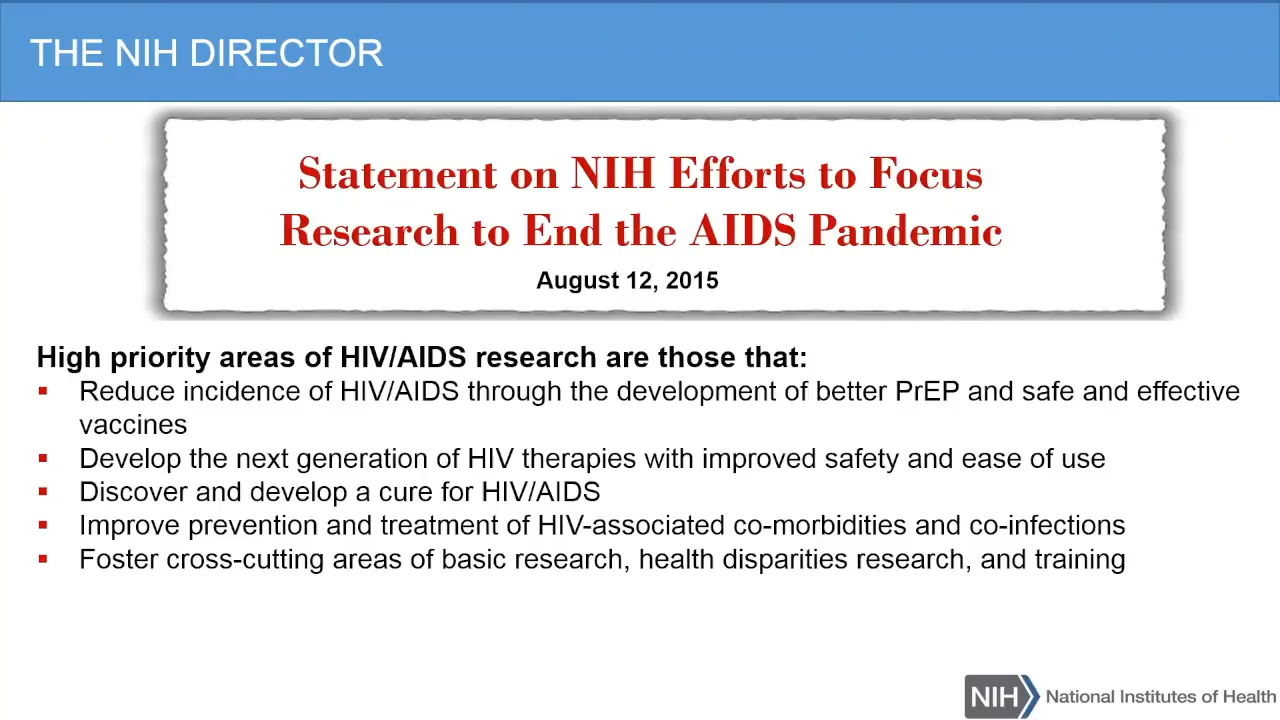 THE NIH DIRECTOR
Statement on NIH Efforts to Focus
Research to End the AIDS Pandemic
August 12, 2015
High priority areas of HIV/AIDS research are those that:
▪ Reduce incidence of HIV/AIDS through the development of better PrEP and safe and effective
vaccines
▪ Develop the next generation of HIV therapies with improved safety and ease of use
▪ Discover and develop a cure for HIV/AIDS
▪ Improve prevention and treatment of HIV-associated co-morbidities and co-infections
▪ Foster cross-cutting areas of basic research, health disparities research, and training
NIH National Institutes of Health